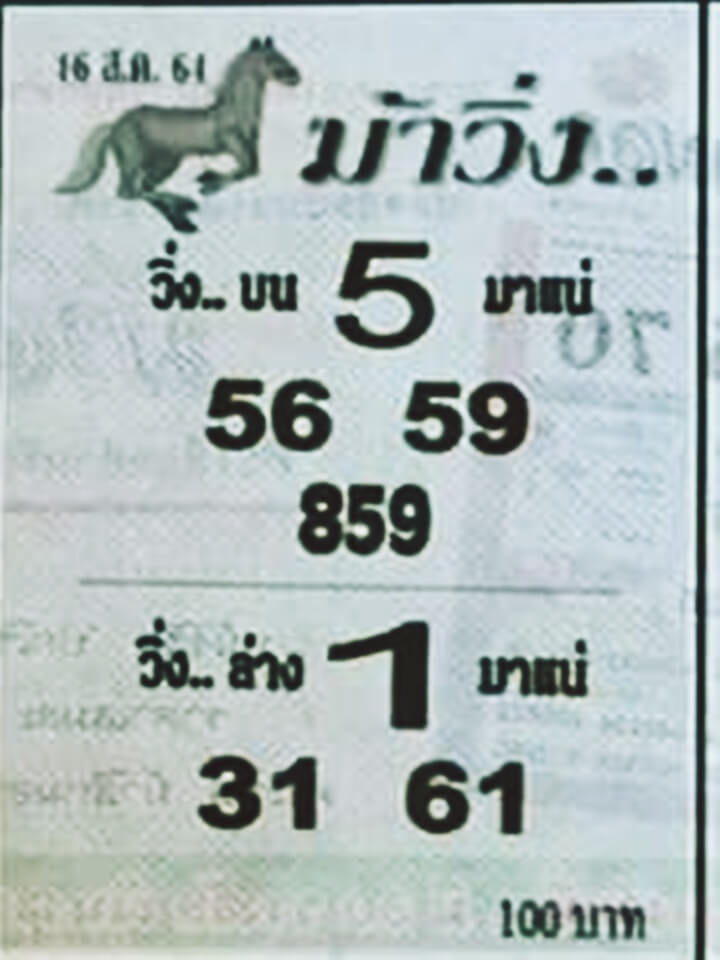 16 ส.ค. 64
ม้าวิ่ง..
วิ่ง.. บน 5 มาแน่
56 59
859
วิ่ง.. ล่าง 1 มาแน่
31 61
100 บาท